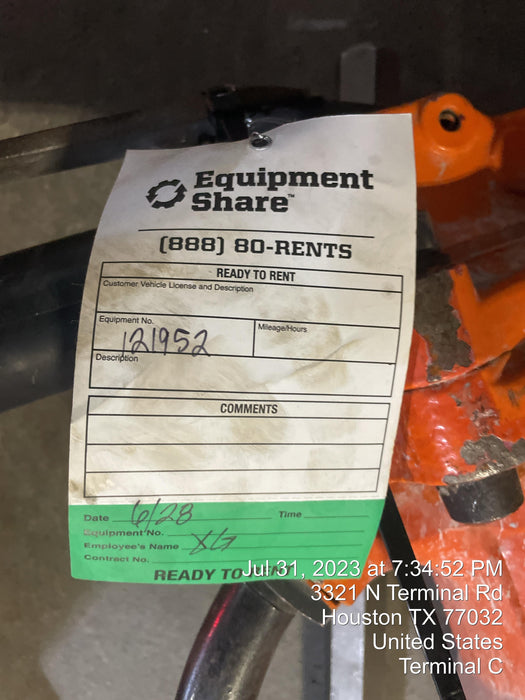 Equipment
Share™
(888) 80-RENTS
READY TO RENT
Customer Vehicle License and Description
Equipment No.
Mileage/Hours
121952
Description
COMMENTS
Date 6/28 Time
Equipment No.
Employee's Name XG
Contract No.
READY TO RENT
Jul 31, 2023 at 7:34:52 PM
3321 N Terminal Rd
Houston TX 77032
United States
Terminal C